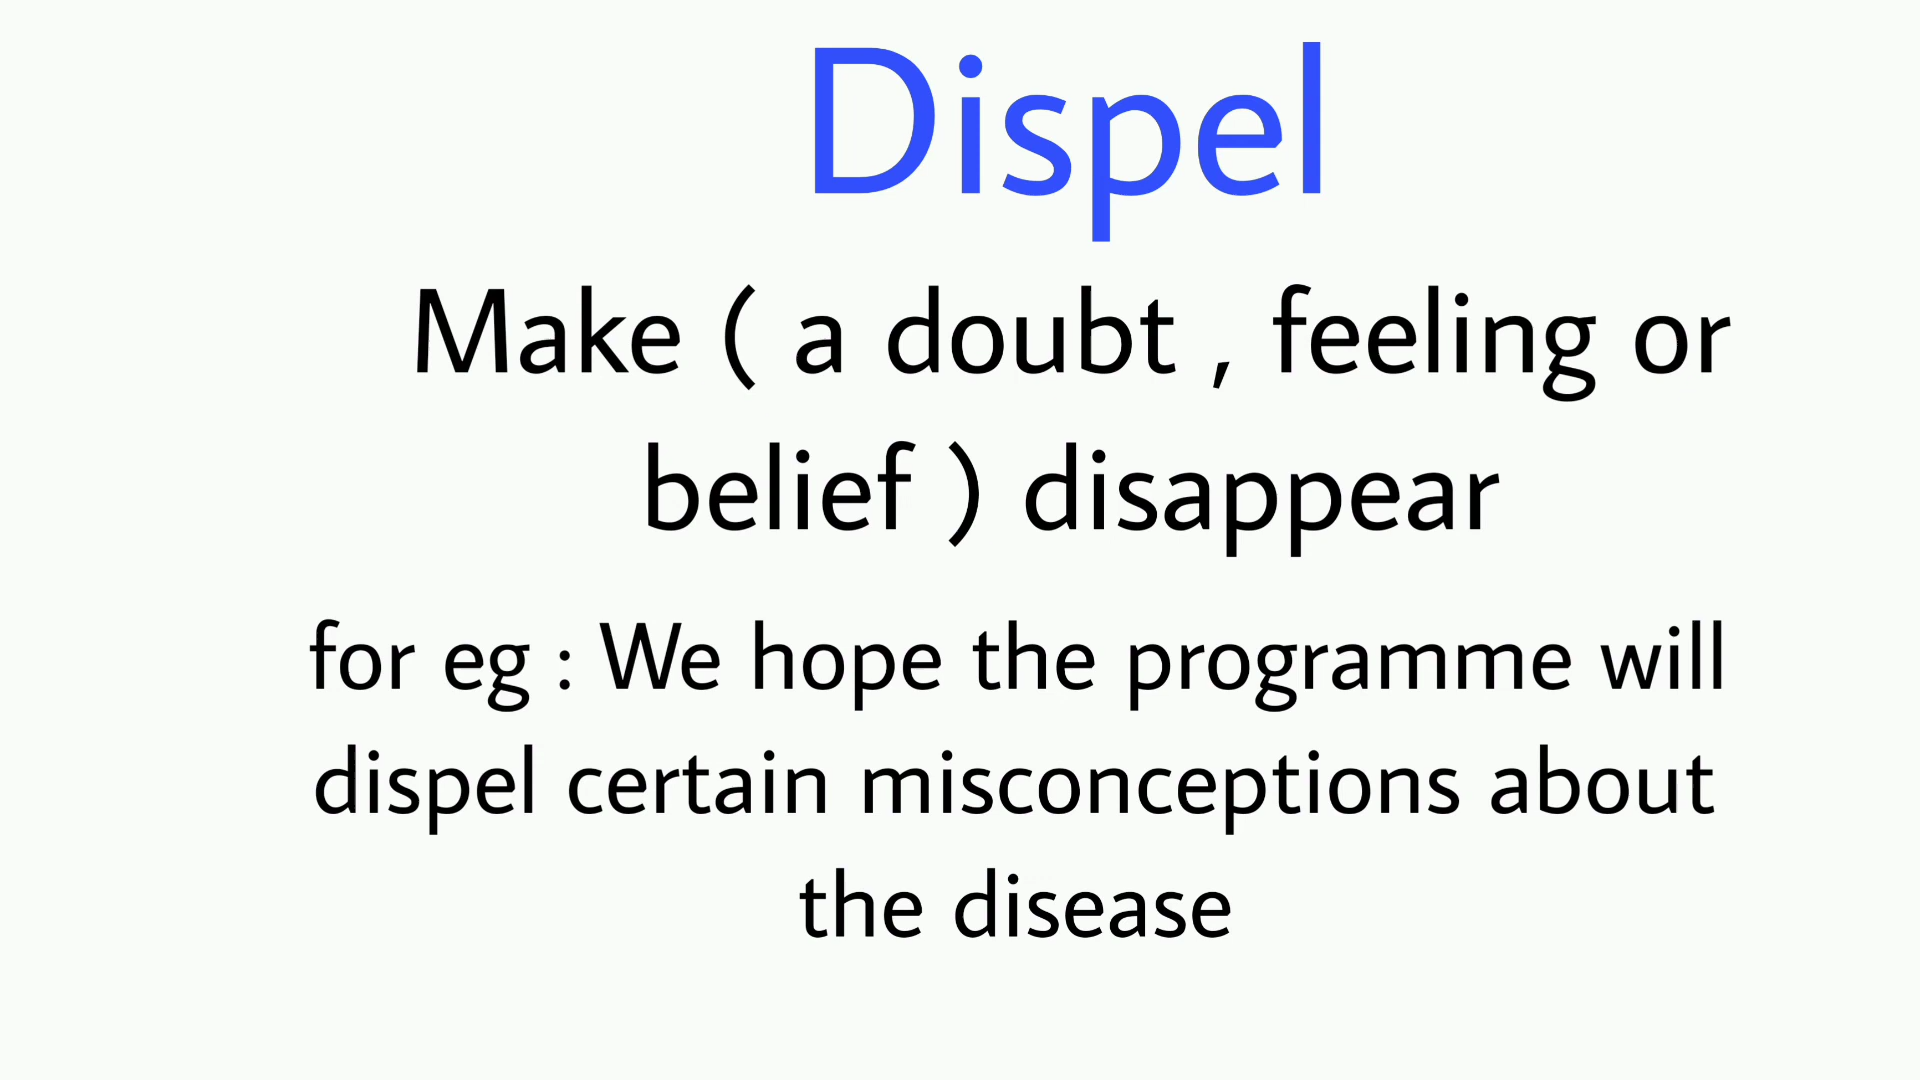 Dispel
Make ( a doubt , feeling or
belief ) disappear
for eg : We hope the programme will
dispel certain misconceptions about
the disease